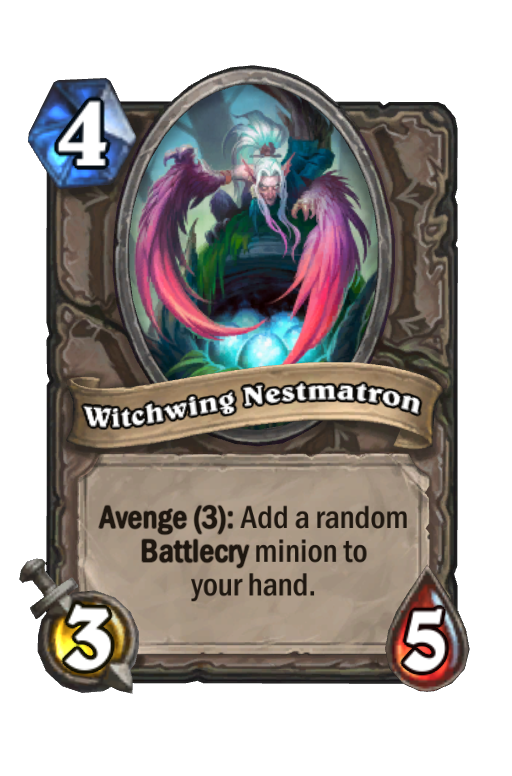 4
Witchwing Nestmatron
Avenge (3): Add a random
Battlecry minion to
your hand.
3
5